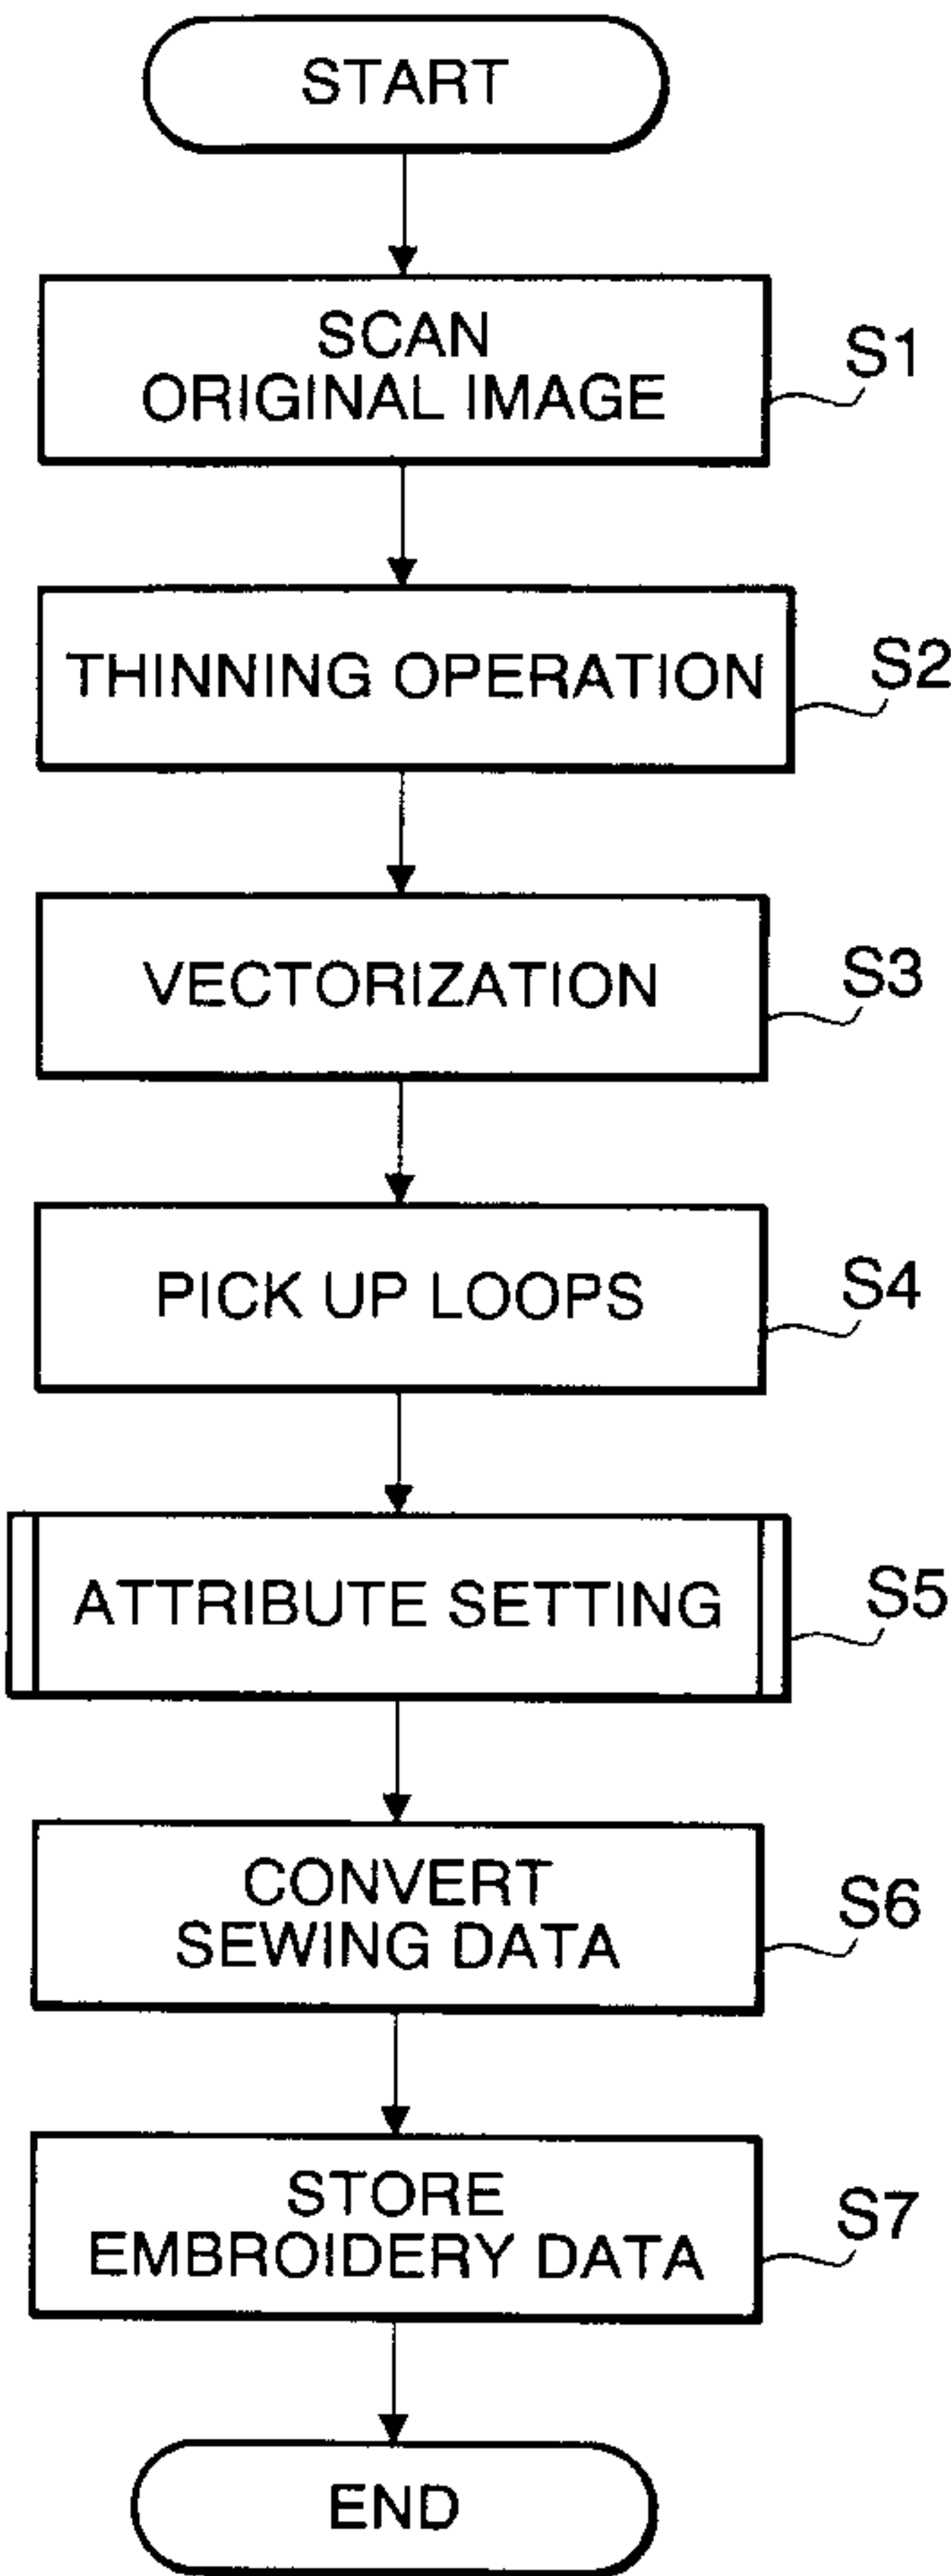 START
SCAN
ORIGINAL IMAGE
S1
THINNING OPERATION
S2
VECTORIZATION
S3
PICK UP LOOPS
S4
ATTRIBUTE SETTING
S5
CONVERT
SEWING DATA
S6
STORE
EMBROIDERY DATA
S7
END